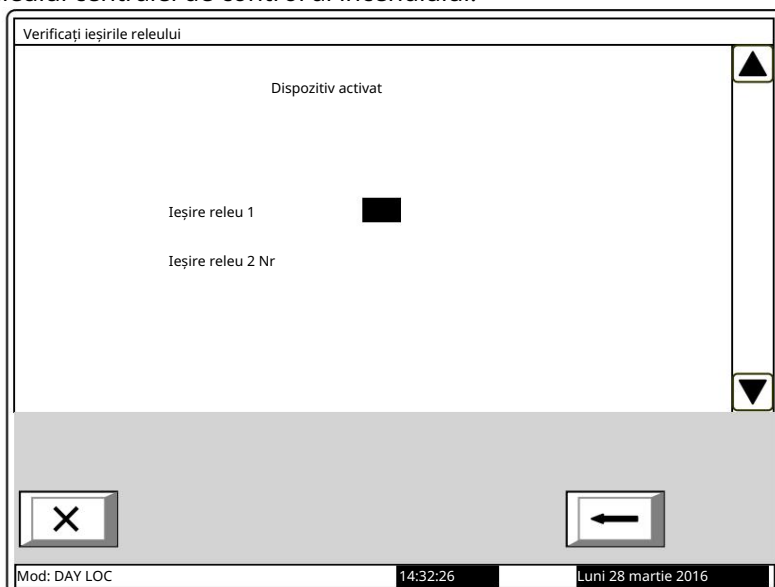 Verificați ieșirile releului
Dispozitiv activat
Ieșire releu 1
Ieșire releu 2 Nr
Mod: DAY LOC 14:32:26 Luni 28 martie 2016